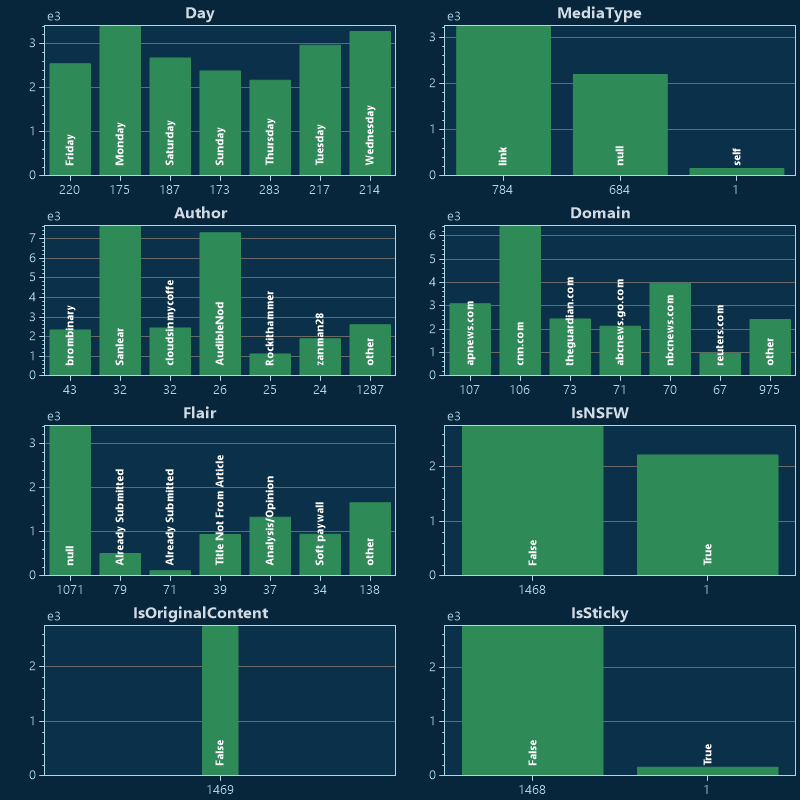 Day
e3
3
2
1
0
Friday
Monday
Saturday
Sunday
Thursday
Tuesday
Wednesday
220 175 187 173 283 217 214
MediaType
e3
3
2
1
0
link
null
self
784 684 1
Author
e3
7
6
5
4
3
2
1
0
brombinary
Sanlear
cloudsinmycoffe
AudibleNod
Rockithammer
zanman28
other
43 32 32 26 25 24 1287
Domain
e3
6
5
4
3
2
1
0
apnews.com
cnn.com
theguardian.com
abcnews.go.com
nbcnews.com
reuters.com
other
107 106 73 71 70 67 975
Flair
e3
3
2
1
0
null
Already Submitted
Already Submitted
Title Not From Article
Analysis/Opinion
Soft paywall
other
1071 79 71 39 37 34 138
IsNSFW
e3
2
1
0
False
True
1468 1
IsOriginalContent
e3
2
1
0
False
1469
IsSticky
e3
2
1
0
False
True
1468 1